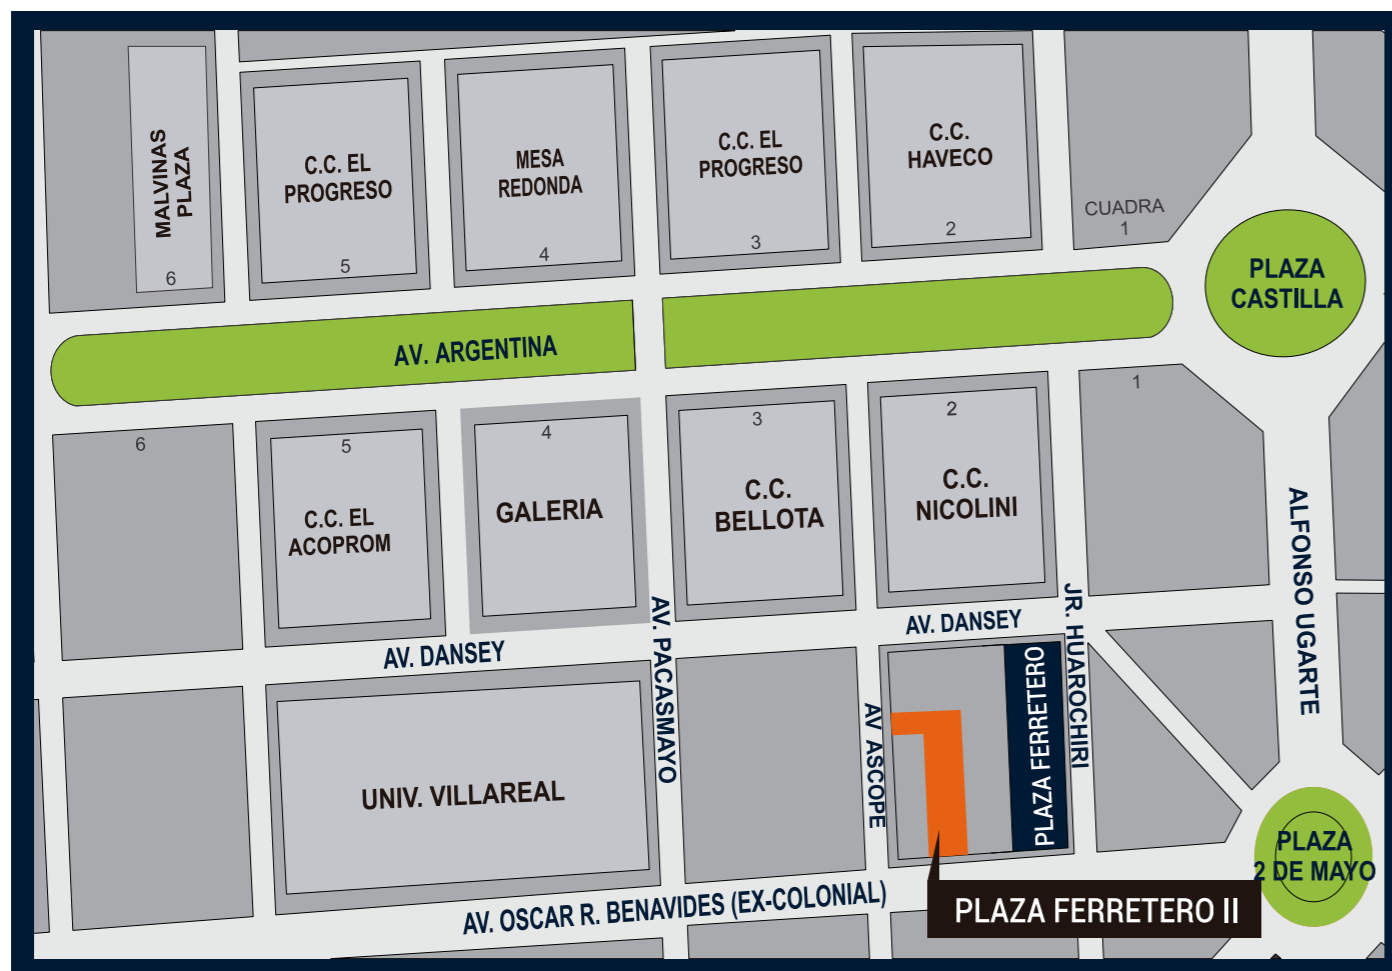 MALVINAS
PLAZA
6
C.C. EL
PROGRESO
5
MESA
REDONDA
4
C.C. EL
PROGRESO
3
C.C.
HAVECO
2
CUADRA
1
PLAZA
CASTILLA
AV. ARGENTINA
6
5
C.C. EL
ACOPROM
4
GALERIA
3
C.C.
BELLOTA
2
C.C.
NICOLINI
1
ALFONSO UGARTE
AV. DANSEY
AV. PACASMAYO
AV. DANSEY
JR. HUAROCHIRI
UNIV. VILLAREAL
AV ASCOPE
PLAZA FERRETERO
PLAZA
2 DE MAYO
AV. OSCAR R. BENAVIDES (EX-COLONIAL)
PLAZA FERRETERO II